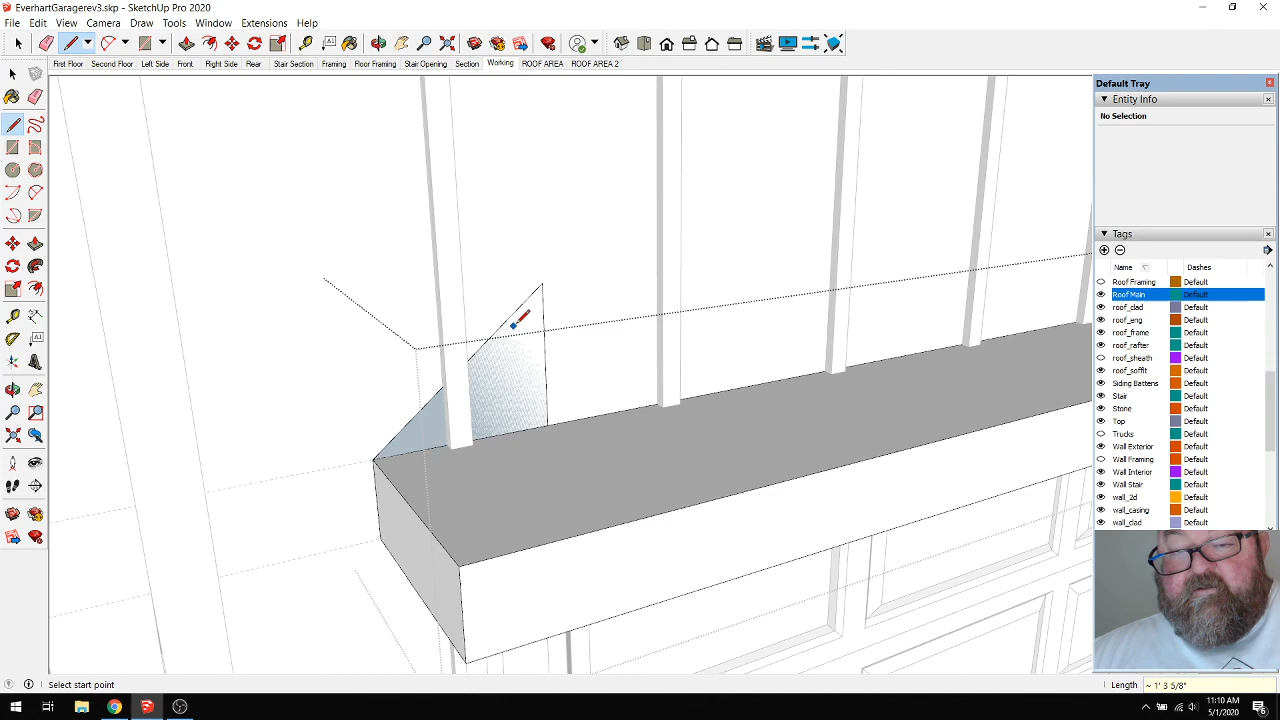 EverhartGaragerev3.skp - SketchUp Pro 2020
File Edit View Camera Draw Tools Window Extensions Help
First Floor Second Floor Left Side Front Right Side Rear Stair Section Framing Floor Framing Stair Opening Section Working ROOF AREA ROOF AREA 2
Default Tray
Entity Info
No Selection
Tags
Name Dashes
Roof Framing Default
Roof Main Default
roof_clad Default
roof_eng Default
roof_frame Default
roof_rafter Default
roof_sheath Default
roof_soffit Default
Siding Battens Default
Stair Default
Stone Default
Top Default
Trucks Default
Wall Exterior Default
Wall Framing Default
Wall Interior Default
Wall Stair Default
wall_2d Default
wall_casing Default
wall_clad Default
Select start point
Length ~ 1' 3 5/8"
11:10 AM
5/1/2020
6